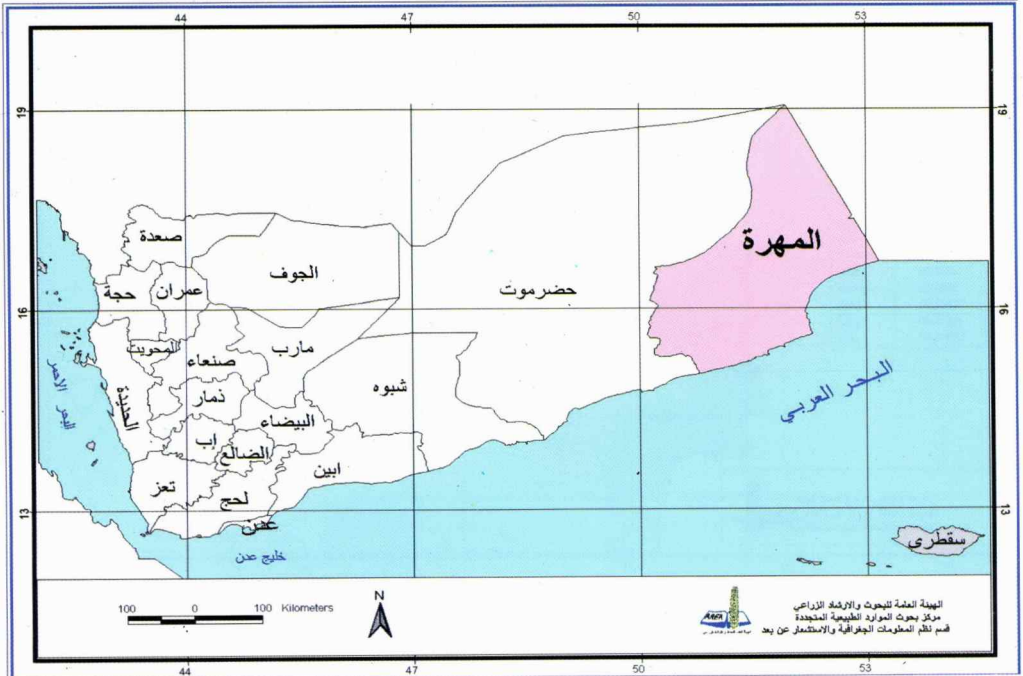 44 47 50 53
19 19
صعدة
المهرة
الجوف
حضرموت
حجة
عمران
16 16
مارب
المحويت
صنعاء
شبوه
ذمار
الحديدة
البحر الاحمر
البحر العربي
البيضاء
إب
الضالع
ابين
تعز
لحج
13 13
عدن
سقطرى
خليج عدن
N
100 0 100 Kilometers
الهيئة العامة للبحوث والارشاد الزراعي
مركز بحوث الموارد الطبيعية المتجددة
قسم نظم المعلومات الجغرافية والاستشعار عن بعد
AREA
44 47 50 53